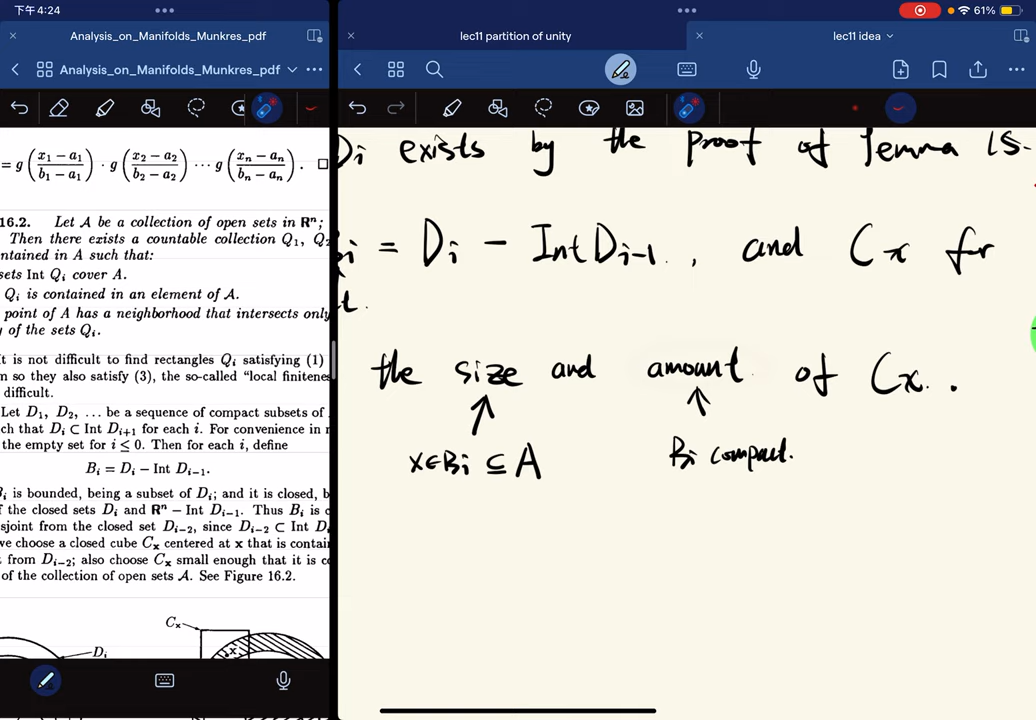 下午4:24
61%
Analysis_on_Manifolds_Munkres_pdf
lec11 partition of unity
lec11 idea
Analysis_on_Manifolds_Munkres_pdf
= g ( (x₁ − a₁) / (b₁ − a₁) ) · g ( (x₂ − a₂) / (b₂ − a₂) ) ··· g ( (xₙ − aₙ) / (bₙ − aₙ) ) . □
16.2. Let A be a collection of open sets in Rⁿ;
Then there exists a countable collection Q₁, Q₂
ntained in A such that:
sets Int Qᵢ cover A.
Qᵢ is contained in an element of A.
point of A has a neighborhood that intersects only
y of the sets Qᵢ.
It is not difficult to find rectangles Qᵢ satisfying (1)
m so they also satisfy (3), the so-called “local finitenes
difficult.
Let D₁, D₂, ... be a sequence of compact subsets of
ch that Dᵢ ⊂ Int Dᵢ₊₁ for each i. For convenience in n
the empty set for i ≤ 0. Then for each i, define
Bᵢ = Dᵢ − Int Dᵢ₋₁.
Bᵢ is bounded, being a subset of Dᵢ; and it is closed, b
f the closed sets Dᵢ and Rⁿ − Int Dᵢ₋₁. Thus Bᵢ is c
sjoint from the closed set Dᵢ₋₂, since Dᵢ₋₂ ⊂ Int D
we choose a closed cube Cₓ centered at x that is contai
t from Dᵢ₋₂; also choose Cₓ small enough that it is co
of the collection of open sets A. See Figure 16.2.
Cₓ
x
Dᵢ
Di exists by the proof of lemma 15.
Bi = Di − Int Di-1 , and Cx for
t.
the size and amount of Cx .
x∈Bi ⊆ A
Bi compact.